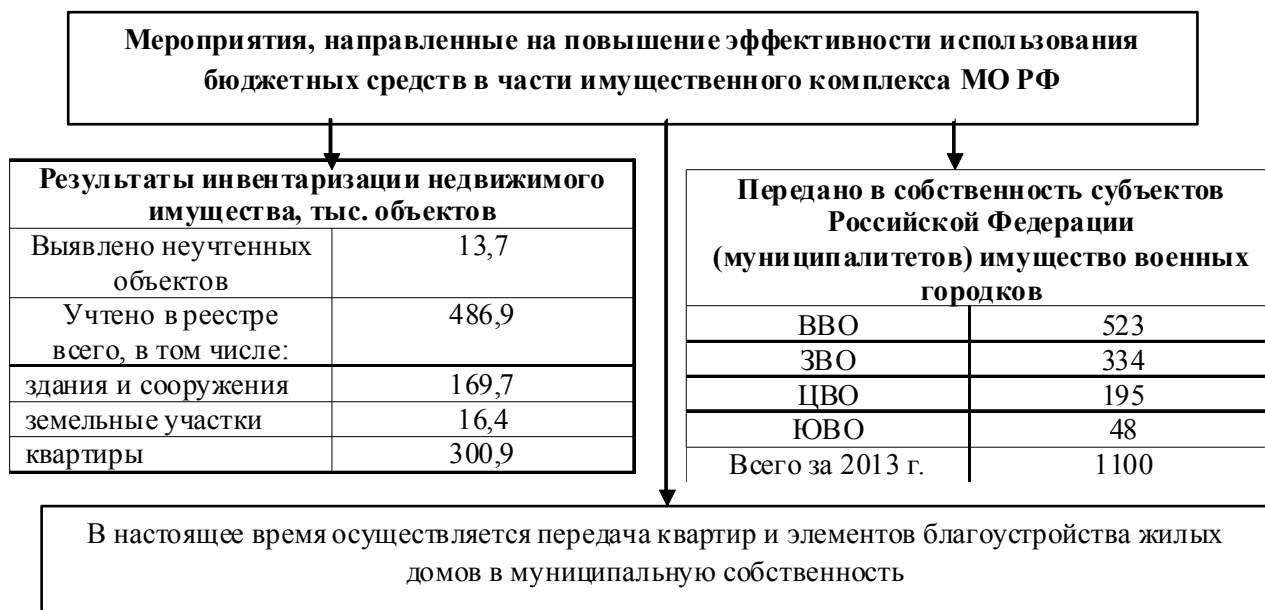 Мероприятия, направленные на повышение эффективности использования
бюджетных средств в части имущественного комплекса МО РФ
Результаты инвентаризации недвижимого
имущества, тыс. объектов
Выявлено неучтенных
объектов
13,7
Учтено в реестре
всего, в том числе:
486,9
здания и сооружения 169,7
земельные участки 16,4
квартиры 300,9
Передано в собственность субъектов
Российской Федерации
(муниципалитетов) имущество военных
городков
ВВО 523
ЗВО 334
ЦВО 195
ЮВО 48
Всего за 2013 г. 1100
В настоящее время осуществляется передача квартир и элементов благоустройства жилых
домов в муниципальную собственность